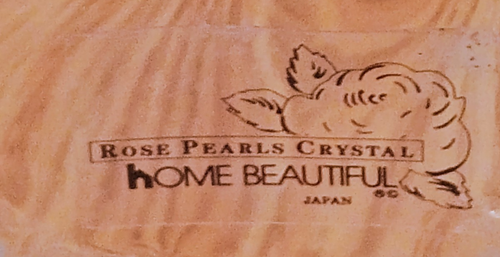 ROSE PEARLS CRYSTAL
hOME BEAUTIFUL
®©
JAPAN